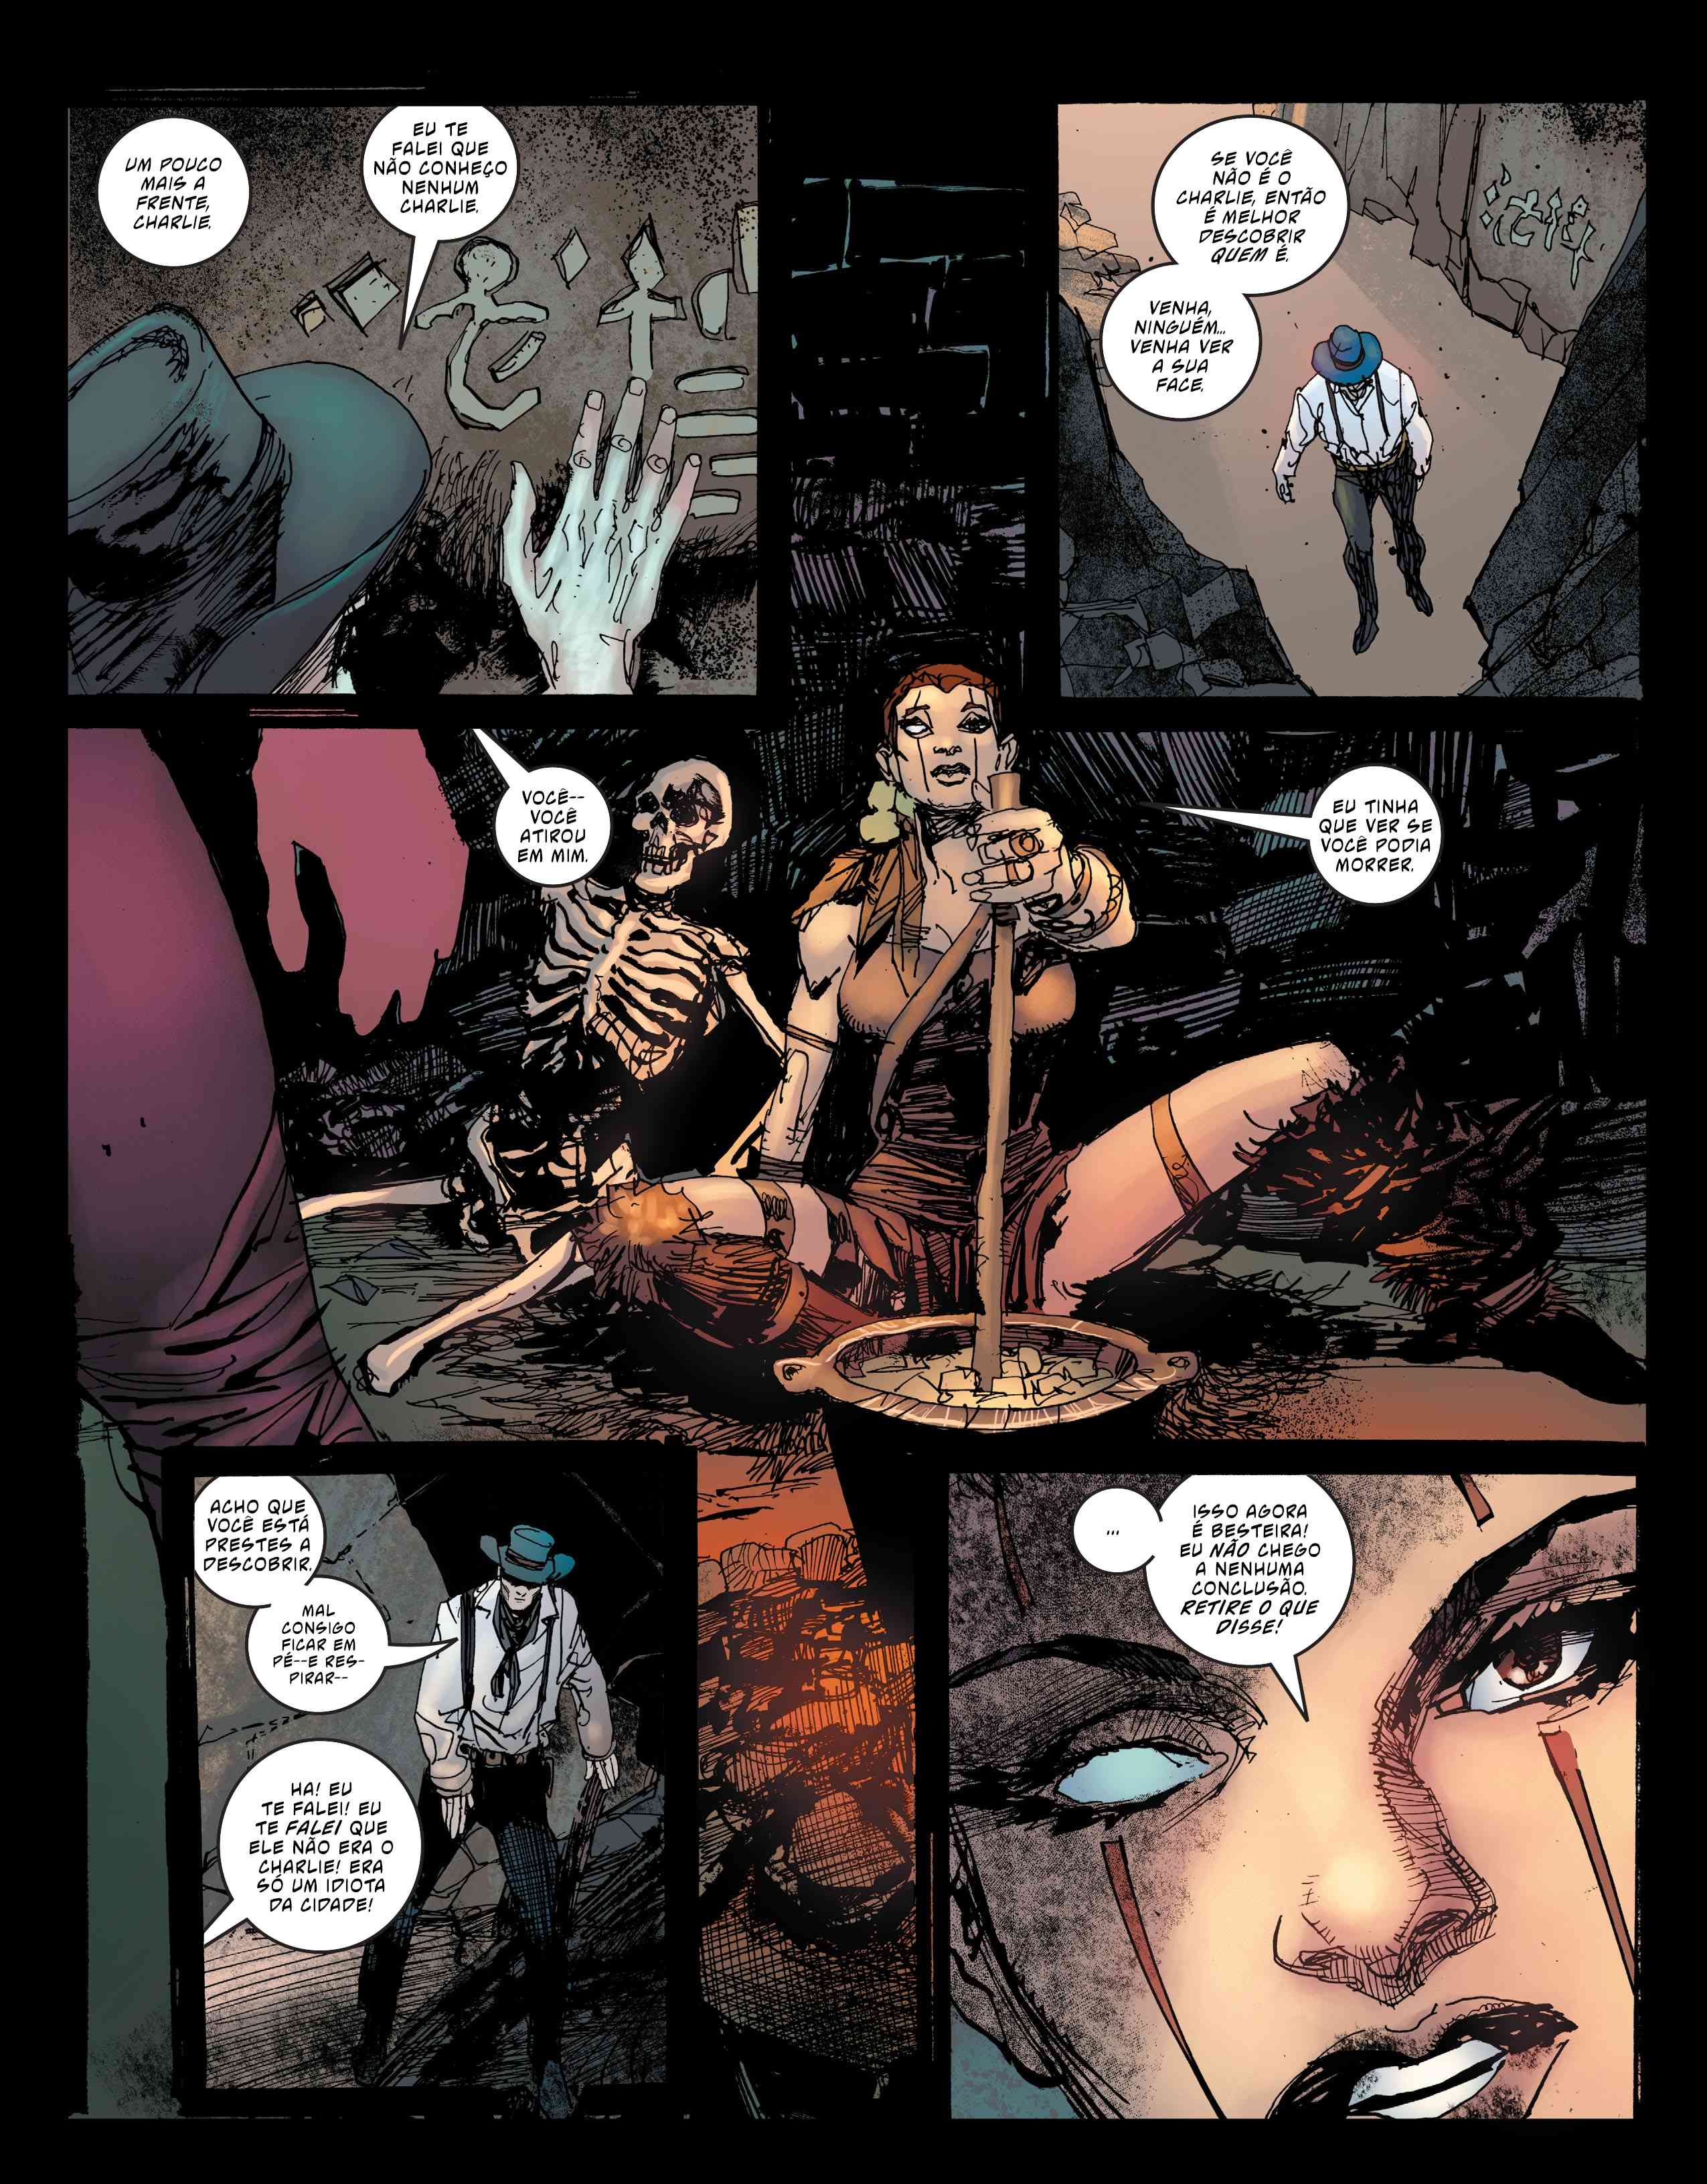 UM POUCO
MAIS A
FRENTE,
CHARLIE.
EU TE
FALEI QUE
NÃO CONHEÇO
NENHUM
CHARLIE.
SE VOCÊ
NÃO É O
CHARLIE, ENTÃO
É MELHOR
DESCOBRIR
QUEM É.
VENHA,
NINGUÉM...
VENHA VER
A SUA
FACE.
VOCÊ--
VOCÊ
ATIROU
EM MIM.
EU TINHA
QUE VER SE
VOCÊ PODIA
MORRER.
ACHO QUE
VOCÊ ESTÁ
PRESTES A
DESCOBRIR.
MAL
CONSIGO
FICAR EM
PÉ--E RES-
PIRAR--
HA! EU
TE FALEI! EU
TE FALEI QUE
ELE NÃO ERA O
CHARLIE! ERA
SÓ UM IDIOTA
DA CIDADE!
...
ISSO AGORA
É BESTEIRA!
EU NÃO CHEGO
A NENHUMA
CONCLUSÃO.
RETIRE O QUE
DISSE!